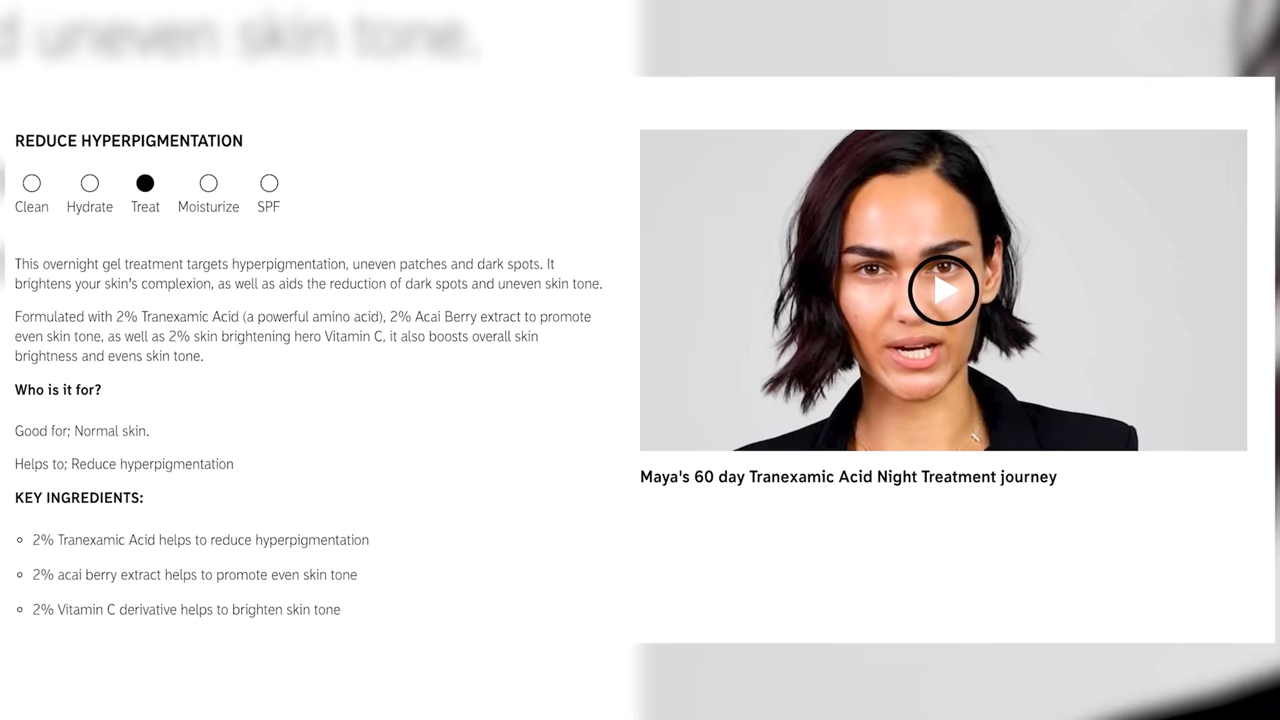 uneven skin tone.
REDUCE HYPERPIGMENTATION
Clean Hydrate Treat Moisturize SPF
This overnight gel treatment targets hyperpigmentation, uneven patches and dark spots. It
brightens your skin's complexion, as well as aids the reduction of dark spots and uneven skin tone.
Formulated with 2% Tranexamic Acid (a powerful amino acid), 2% Acai Berry extract to promote
even skin tone, as well as 2% skin brightening hero Vitamin C, it also boosts overall skin
brightness and evens skin tone.
Who is it for?
Good for; Normal skin.
Helps to; Reduce hyperpigmentation
KEY INGREDIENTS:
2% Tranexamic Acid helps to reduce hyperpigmentation
2% acai berry extract helps to promote even skin tone
2% Vitamin C derivative helps to brighten skin tone
Maya's 60 day Tranexamic Acid Night Treatment journey